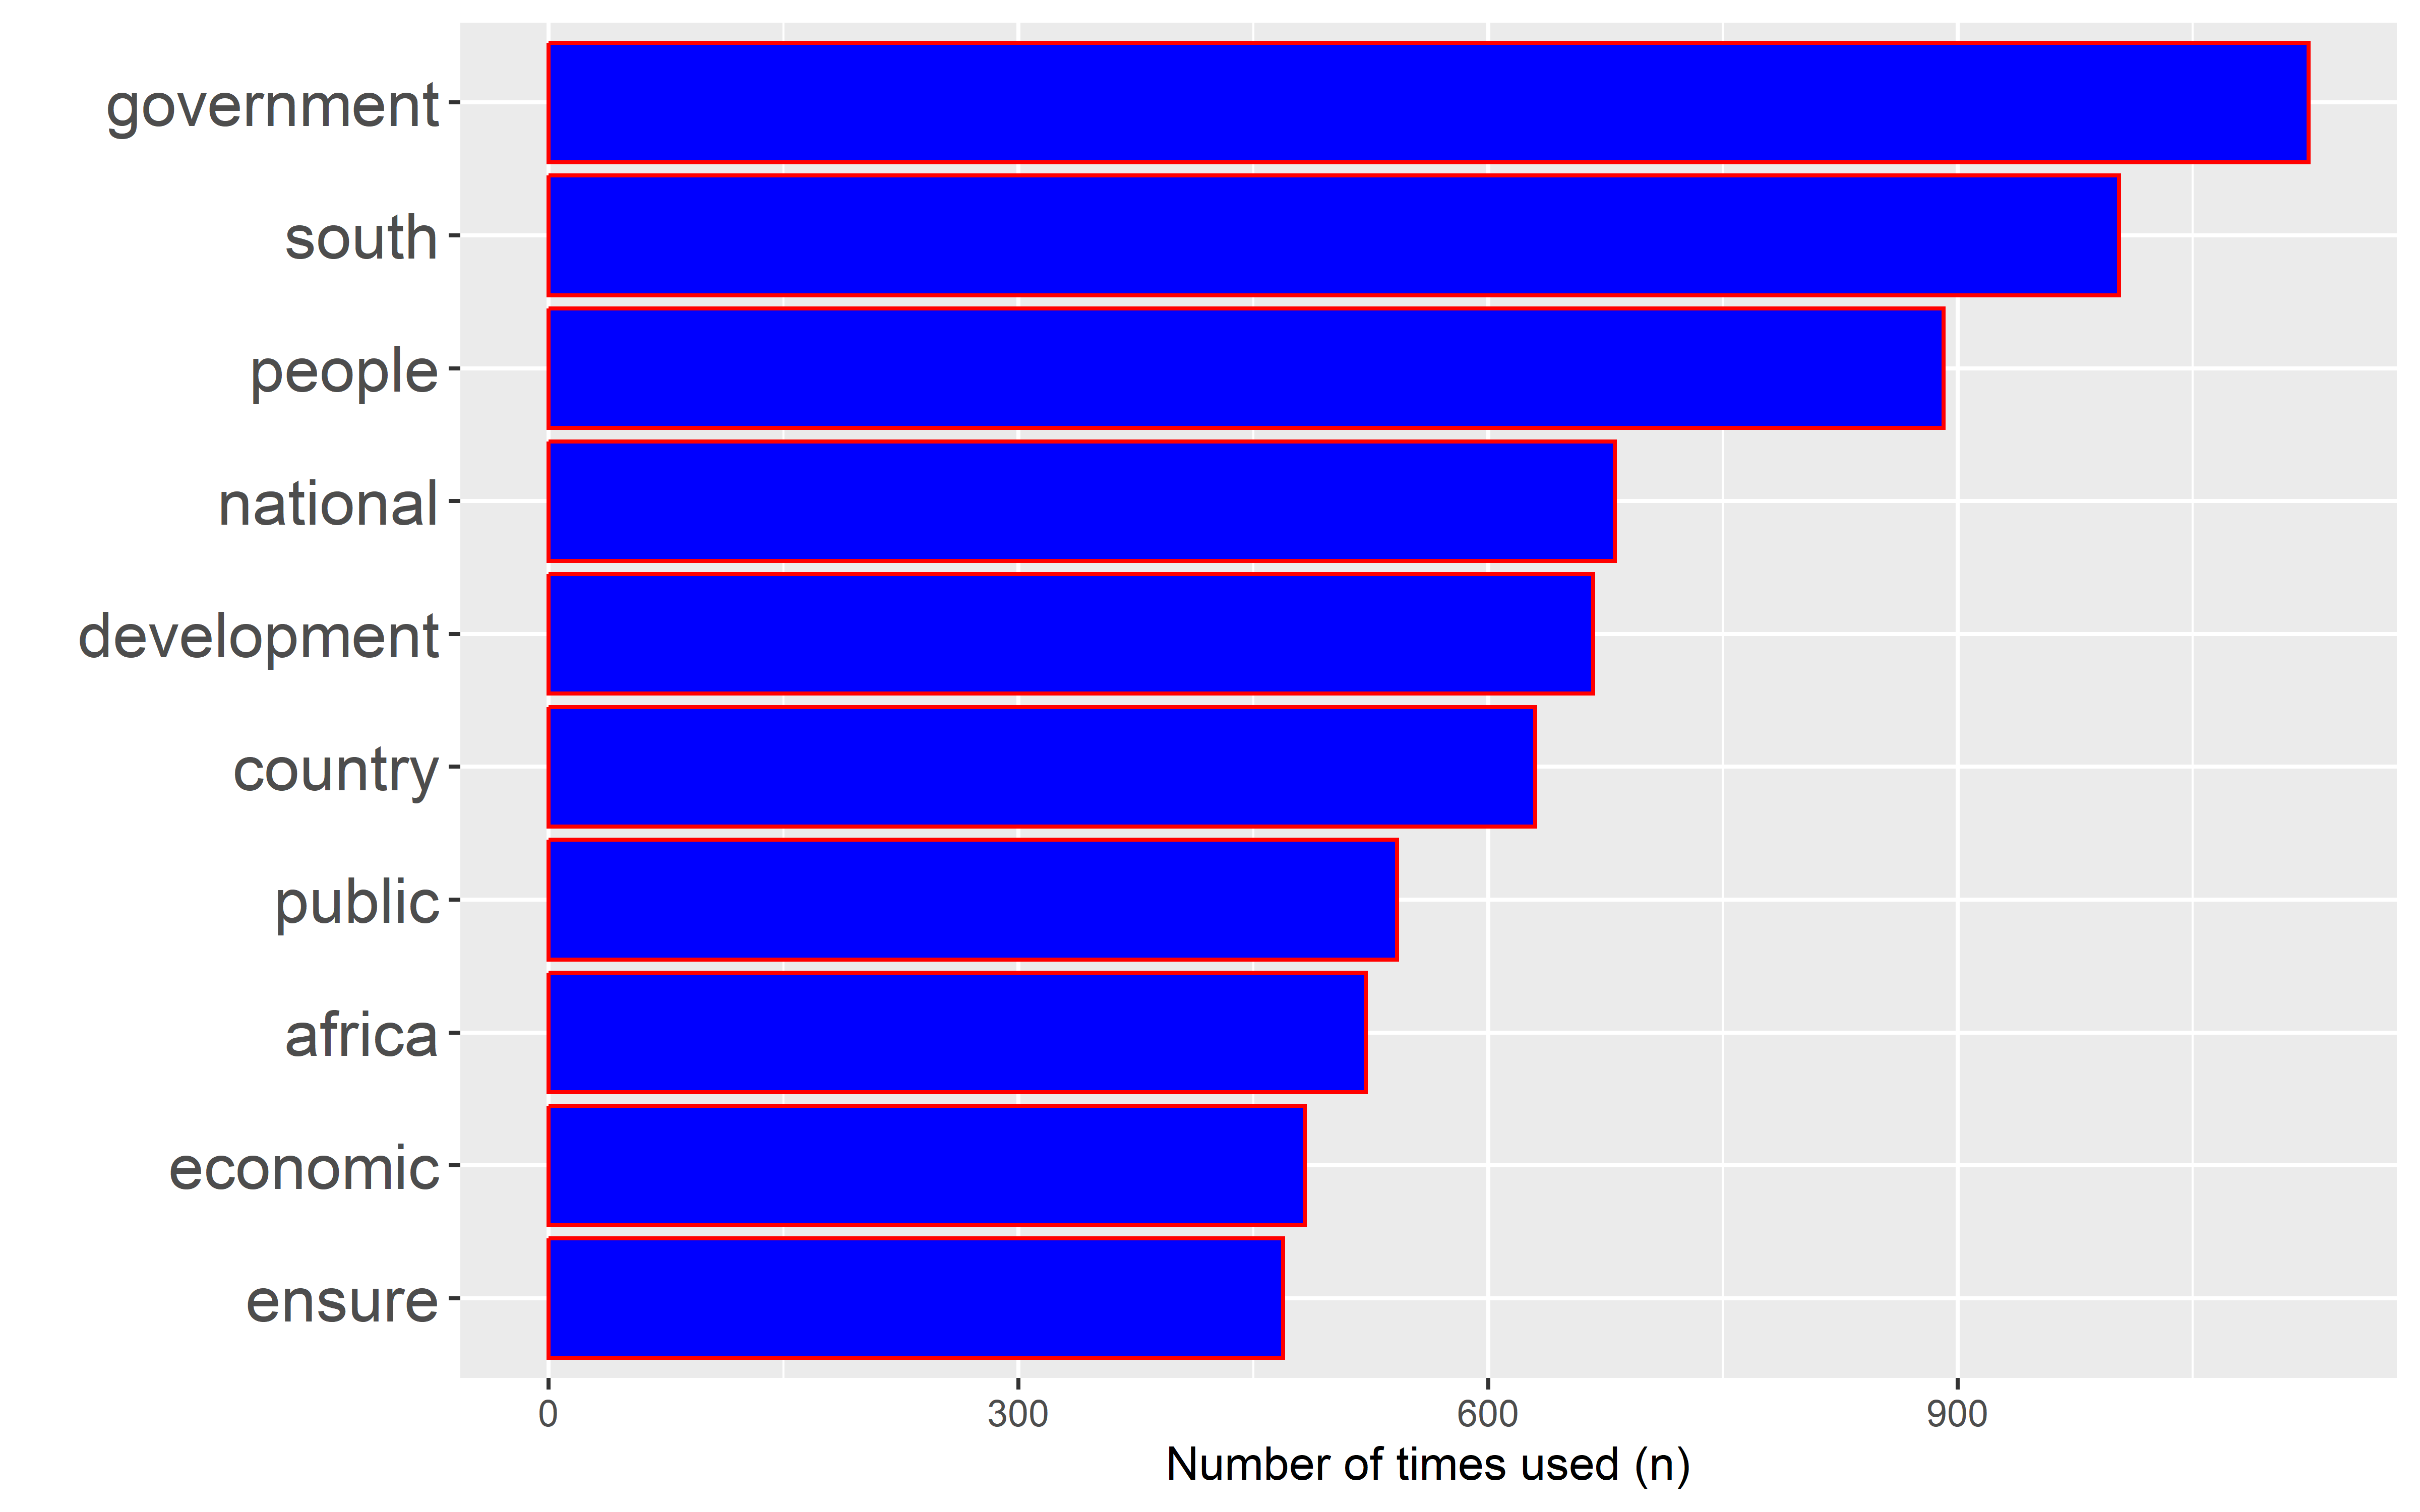 government
south
people
national
development
country
public
africa
economic
ensure
0 300 600 900
Number of times used (n)